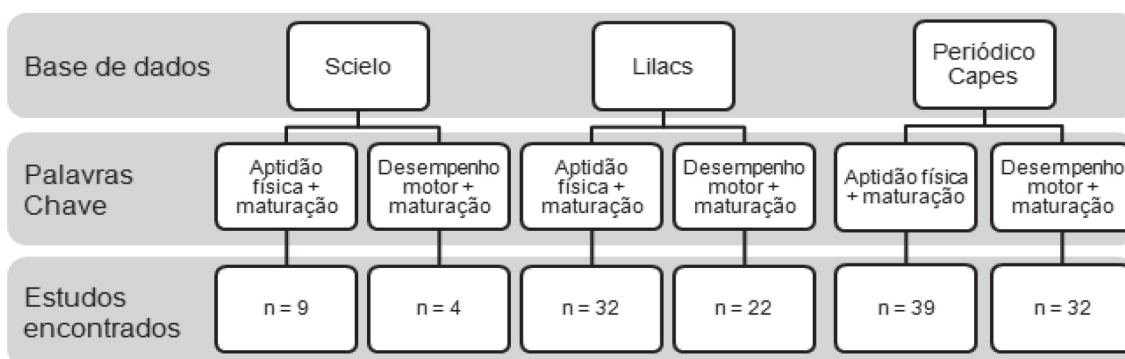 Base de dados
Scielo
Lilacs
Periódico
Capes
Palavras
Chave
Aptidão
física +
maturação
Desempenho
motor +
maturação
Aptidão
física +
maturação
Desempenho
motor +
maturação
Aptidão física
+ maturação
Desempenho
motor +
maturação
Estudos
encontrados
n = 9
n = 4
n = 32
n = 22
n = 39
n = 32